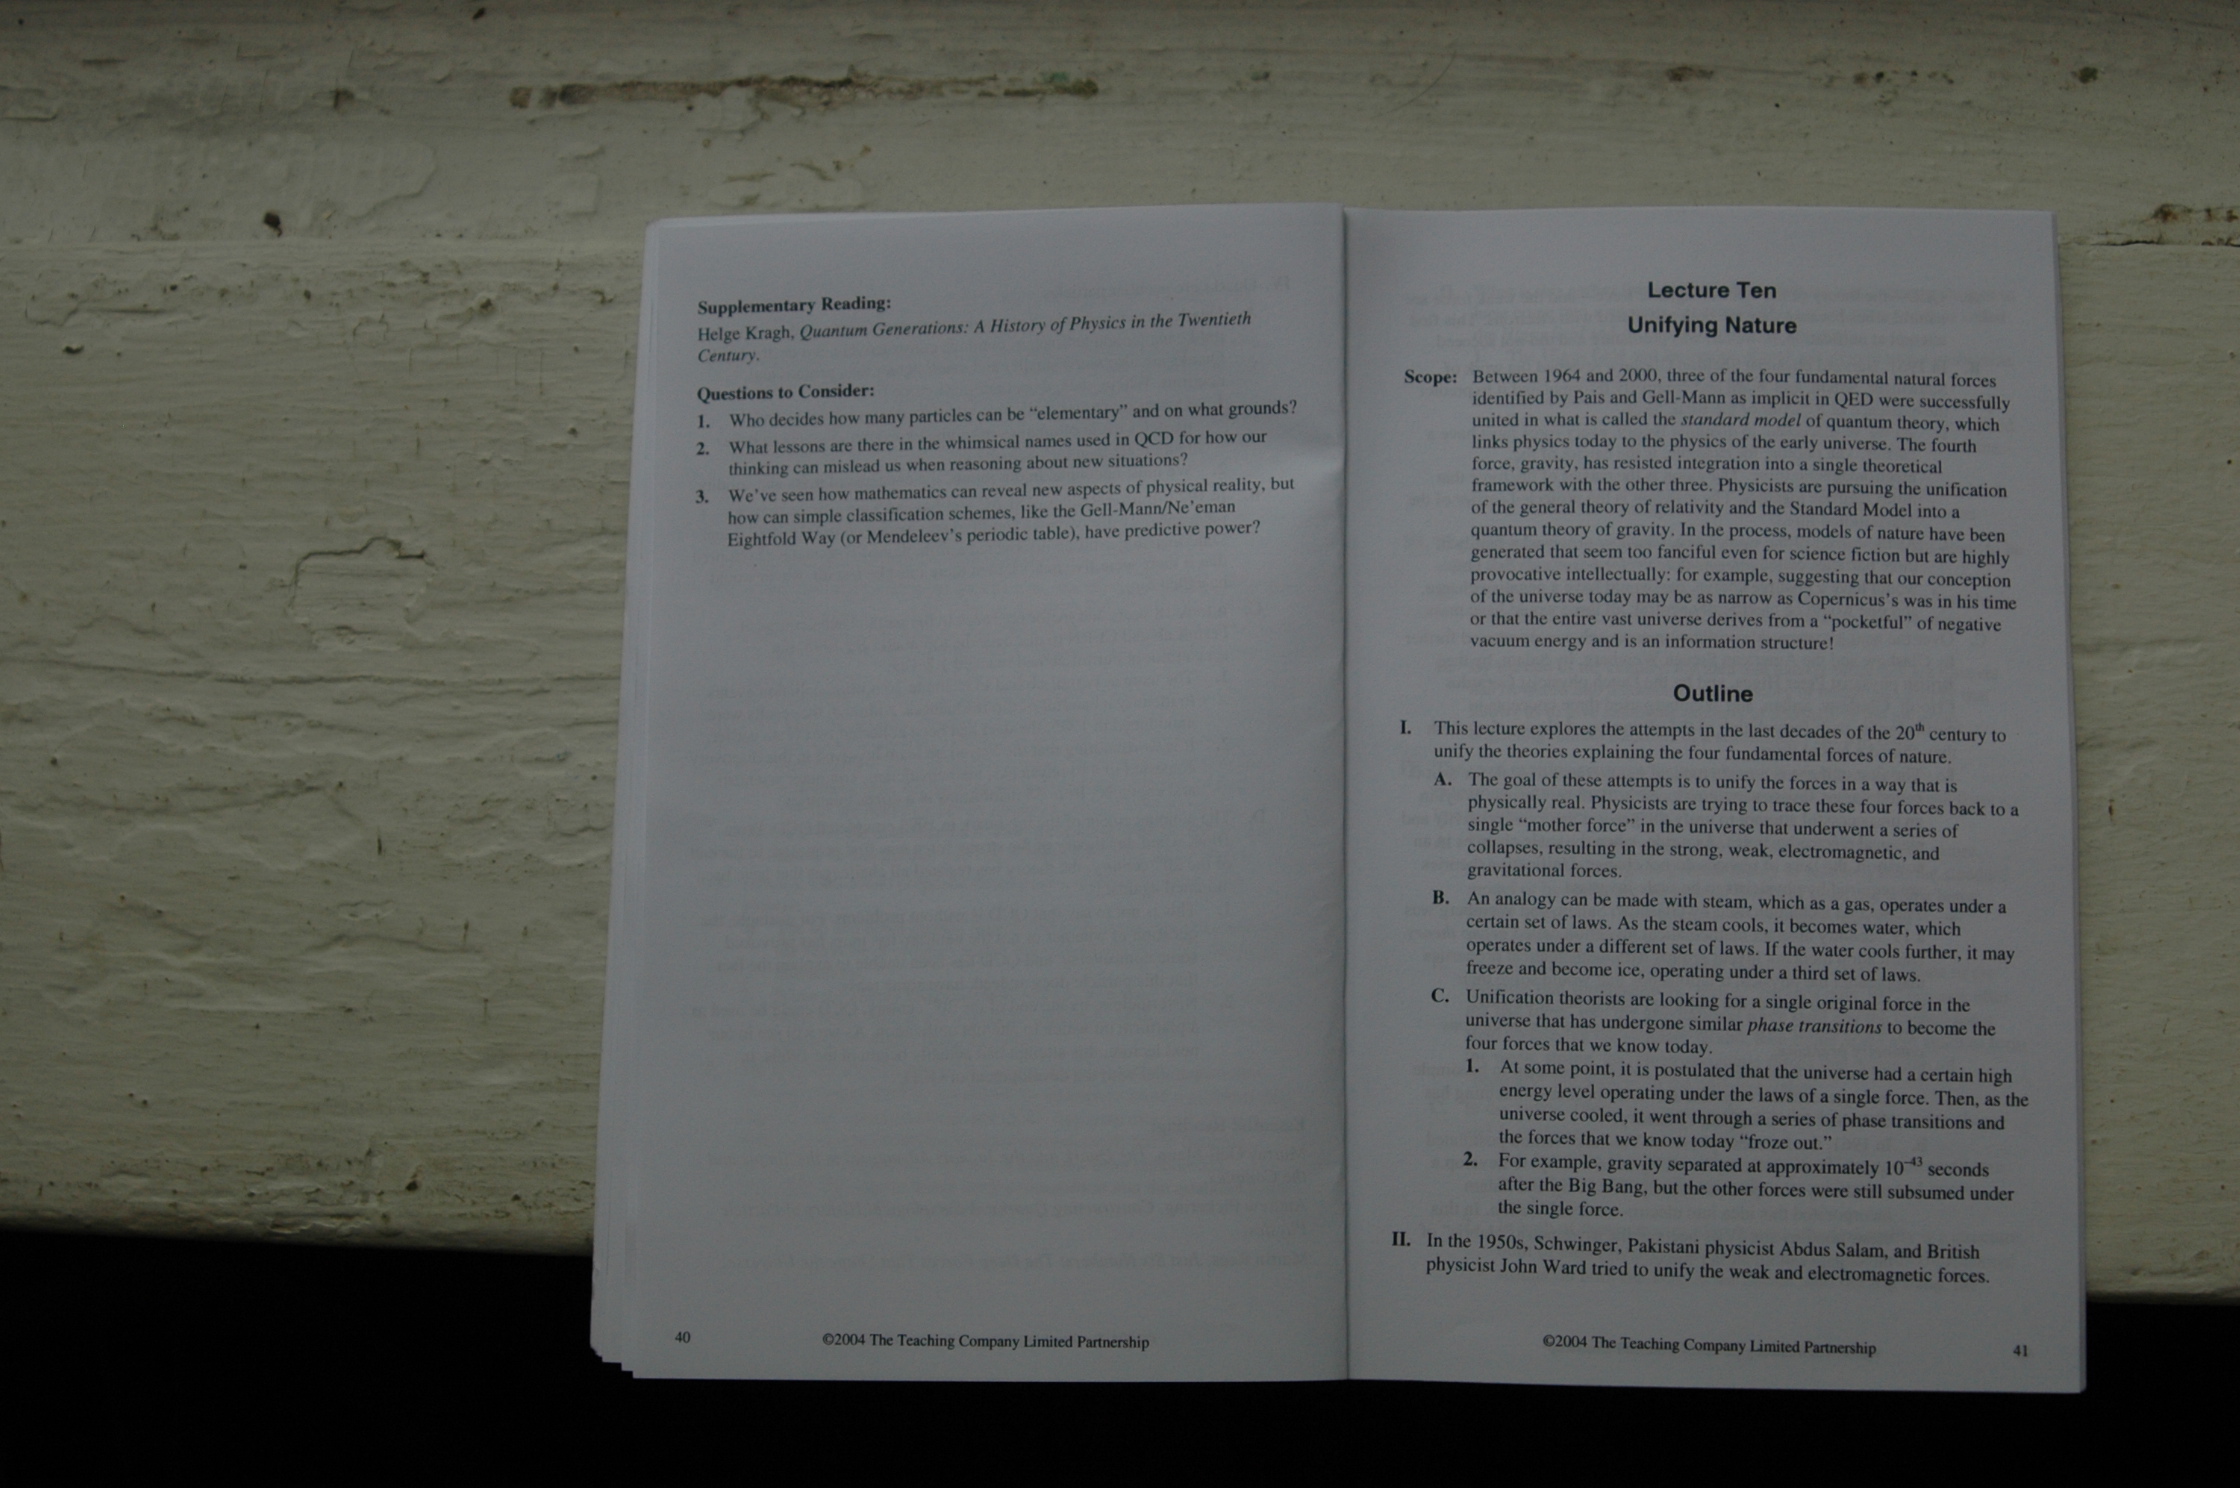 Supplementary Reading:
Helge Kragh, Quantum Generations: A History of Physics in the Twentieth
Century.
Questions to Consider:
1. Who decides how many particles can be “elementary” and on what grounds?
2. What lessons are there in the whimsical names used in QCD for how our
thinking can mislead us when reasoning about new situations?
3. We’ve seen how mathematics can reveal new aspects of physical reality, but
how can simple classification schemes, like the Gell-Mann/Ne’eman
Eightfold Way (or Mendeleev’s periodic table), have predictive power?
40
©2004 The Teaching Company Limited Partnership
Lecture Ten
Unifying Nature
Scope: Between 1964 and 2000, three of the four fundamental natural forces
identified by Pais and Gell-Mann as implicit in QED were successfully
united in what is called the standard model of quantum theory, which
links physics today to the physics of the early universe. The fourth
force, gravity, has resisted integration into a single theoretical
framework with the other three. Physicists are pursuing the unification
of the general theory of relativity and the Standard Model into a
quantum theory of gravity. In the process, models of nature have been
generated that seem too fanciful even for science fiction but are highly
provocative intellectually: for example, suggesting that our conception
of the universe today may be as narrow as Copernicus’s was in his time
or that the entire vast universe derives from a “pocketful” of negative
vacuum energy and is an information structure!
Outline
I. This lecture explores the attempts in the last decades of the 20th century to
unify the theories explaining the four fundamental forces of nature.
A. The goal of these attempts is to unify the forces in a way that is
physically real. Physicists are trying to trace these four forces back to a
single “mother force” in the universe that underwent a series of
collapses, resulting in the strong, weak, electromagnetic, and
gravitational forces.
B. An analogy can be made with steam, which as a gas, operates under a
certain set of laws. As the steam cools, it becomes water, which
operates under a different set of laws. If the water cools further, it may
freeze and become ice, operating under a third set of laws.
C. Unification theorists are looking for a single original force in the
universe that has undergone similar phase transitions to become the
four forces that we know today.
1. At some point, it is postulated that the universe had a certain high
energy level operating under the laws of a single force. Then, as the
universe cooled, it went through a series of phase transitions and
the forces that we know today “froze out.”
2. For example, gravity separated at approximately 10⁻⁴³ seconds
after the Big Bang, but the other forces were still subsumed under
the single force.
II. In the 1950s, Schwinger, Pakistani physicist Abdus Salam, and British
physicist John Ward tried to unify the weak and electromagnetic forces.
©2004 The Teaching Company Limited Partnership
41